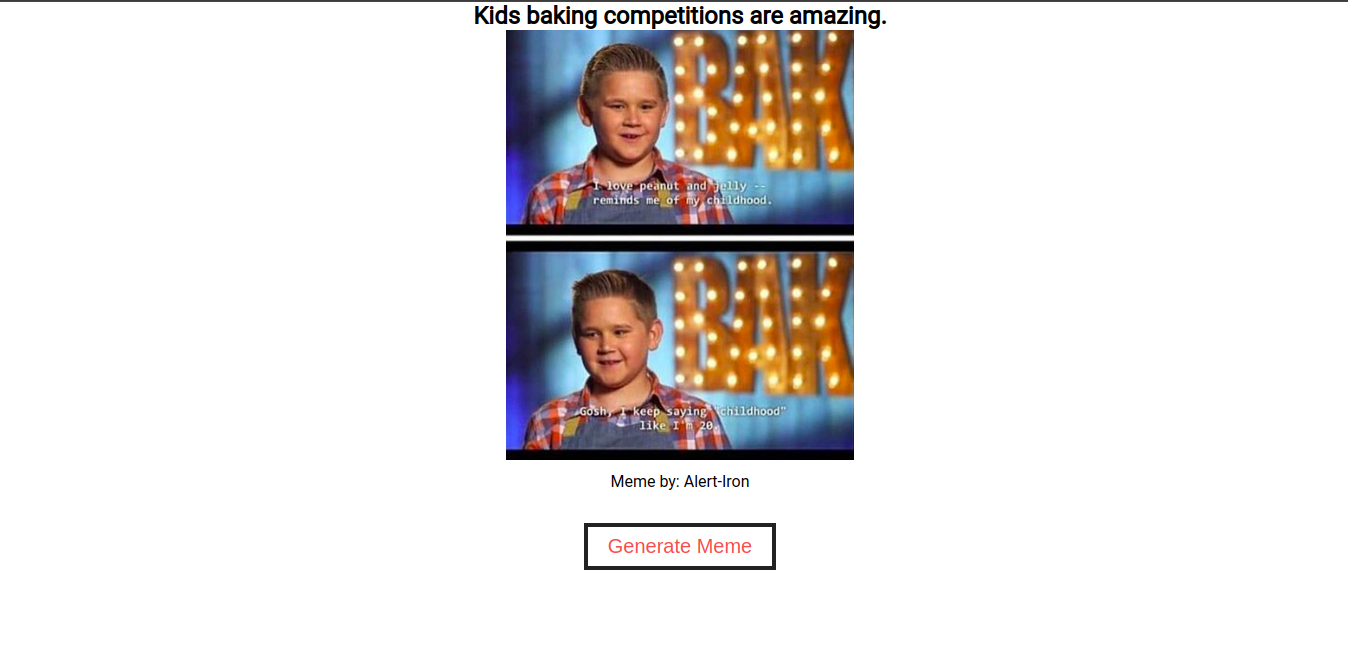 Kids baking competitions are amazing.
BAK
I love peanut and jelly --
reminds me of my childhood.
BAK
Gosh, I keep saying "childhood"
like I'm 20.
Meme by: Alert-Iron
Generate Meme